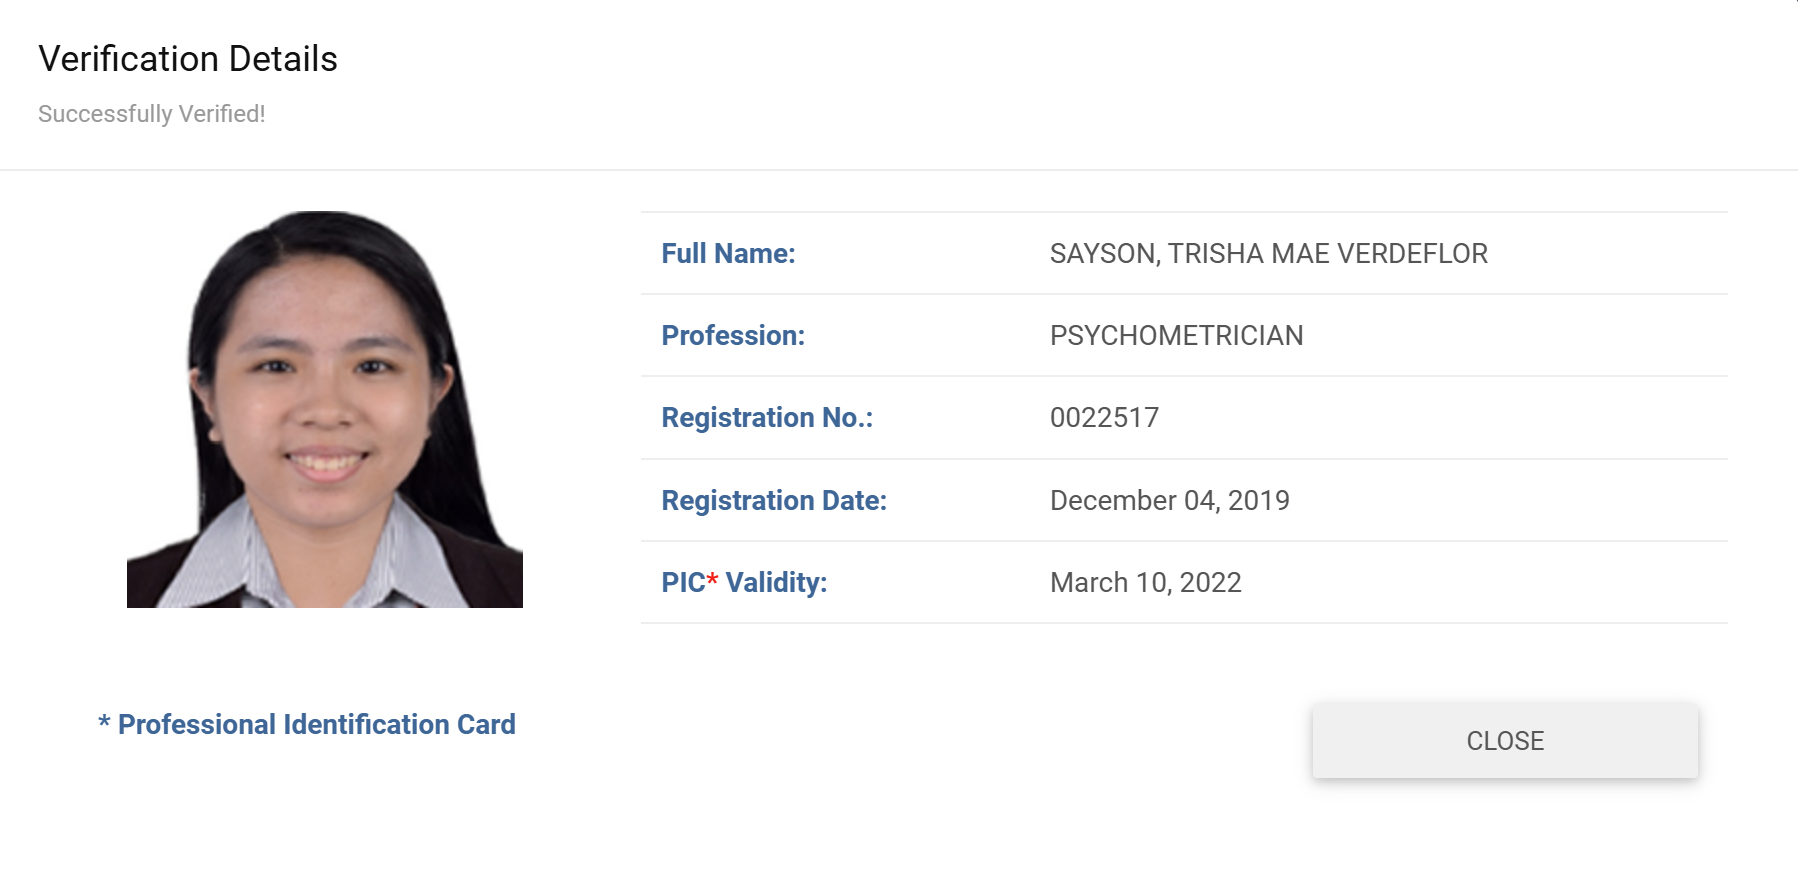 Verification Details
Successfully Verified!
Full Name: SAYSON, TRISHA MAE VERDEFLOR
Profession: PSYCHOMETRICIAN
Registration No.: 0022517
Registration Date: December 04, 2019
PIC* Validity: March 10, 2022
* Professional Identification Card
CLOSE